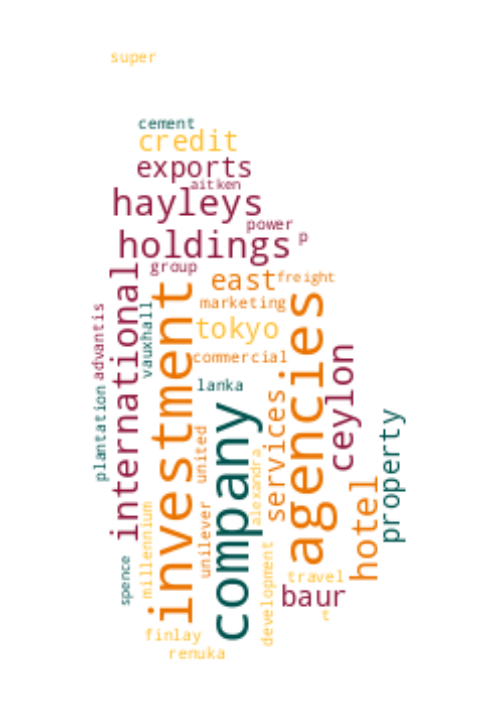 super
cement
credit
exports
aitken
hayleys
power
holdings p
group
east freight
marketing
tokyo
commercial
lanka
international
investment
agencies
advantis
vauxhall
plantation
company
ceylon
services
united
alexandra
property
hotel
unilever
millennium
spence
development
travel
baur
t
finlay
renuka